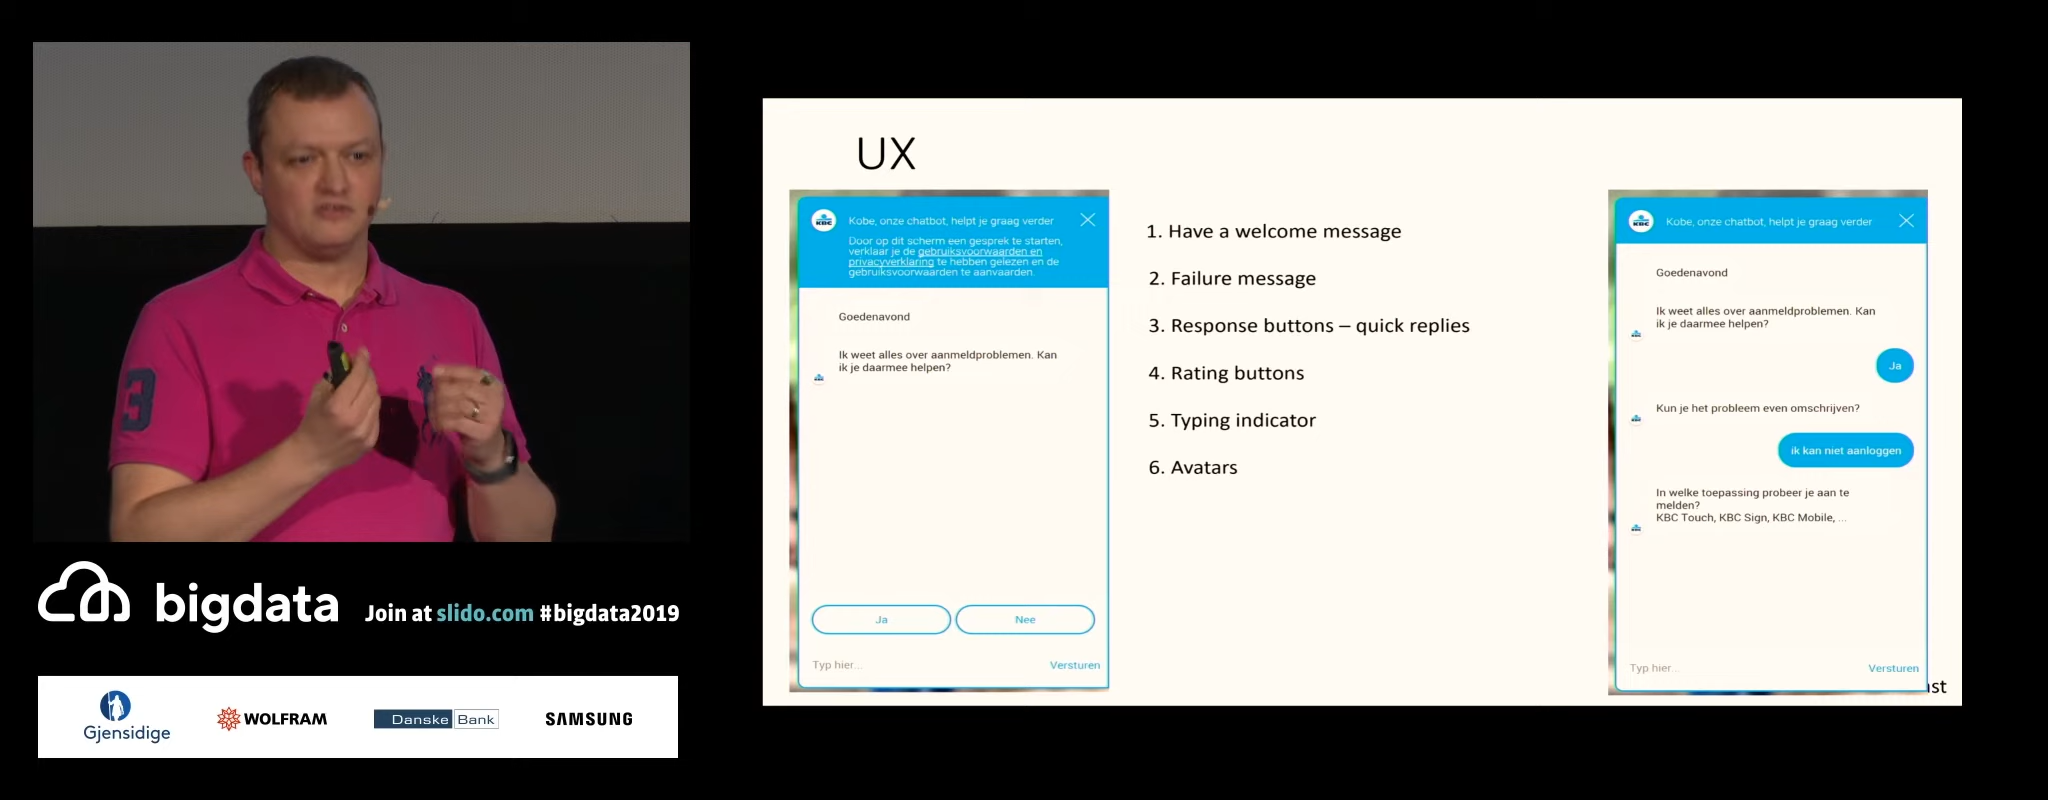 3
bigdata
Join at slido.com #bigdata2019
Gjensidige
WOLFRAM
Danske Bank
SAMSUNG
UX
KBC
Kobe, onze chatbot, helpt je graag verder
Door op dit scherm een gesprek te starten,
verklaar je de gebruiksvoorwaarden en
privacyverklaring te hebben gelezen en de
gebruiksvoorwaarden te aanvaarden.
Goedenavond
Ik weet alles over aanmeldproblemen. Kan
ik je daarmee helpen?
Ja
Nee
Typ hier...
Versturen
1. Have a welcome message
2. Failure message
3. Response buttons – quick replies
4. Rating buttons
5. Typing indicator
6. Avatars
KBC
Kobe, onze chatbot, helpt je graag verder
Goedenavond
Ik weet alles over aanmeldproblemen. Kan
ik je daarmee helpen?
Ja
Kun je het probleem even omschrijven?
ik kan niet aanloggen
In welke toepassing probeer je aan te
melden?
KBC Touch, KBC Sign, KBC Mobile, ...
Typ hier...
Versturen